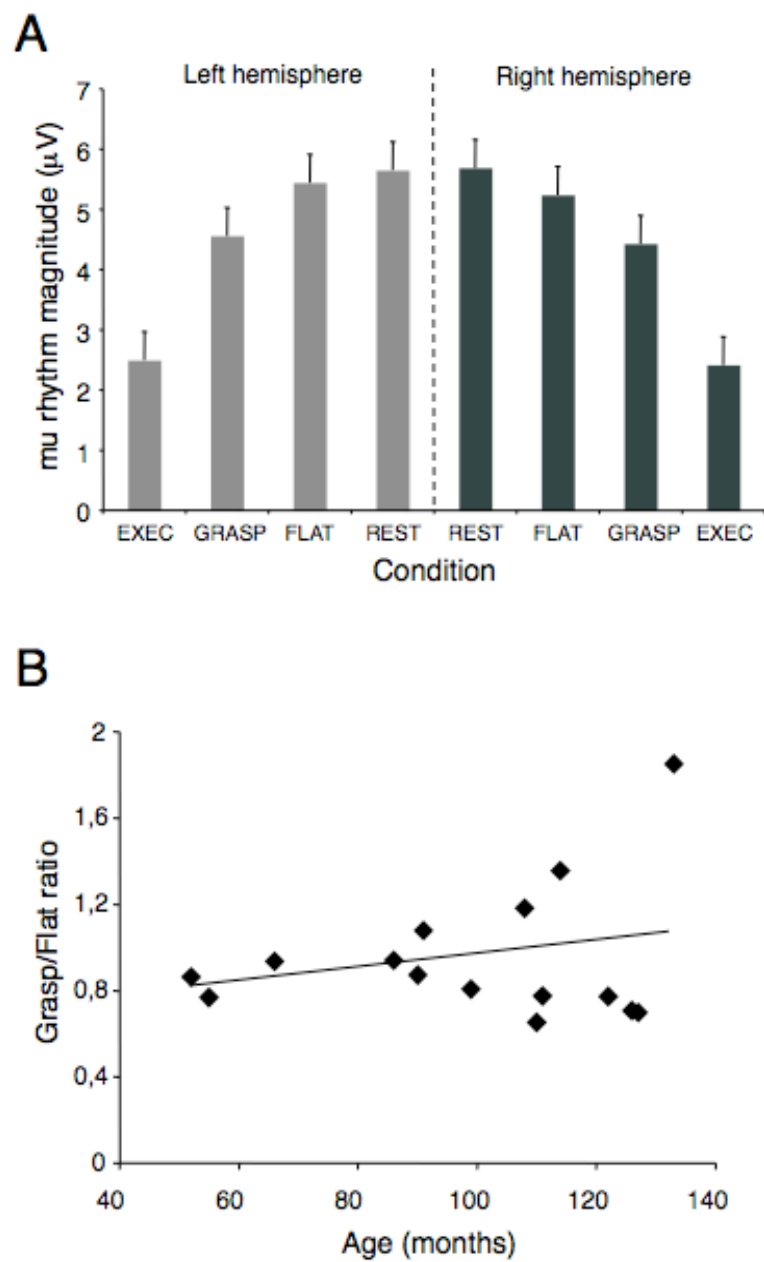 A
Left hemisphere Right hemisphere
mu rhythm magnitude (μV)
7
6
5
4
3
2
1
0
EXEC GRASP FLAT REST REST FLAT GRASP EXEC
Condition
B
Grasp/Flat ratio
2
1,6
1,2
0,8
0,4
0
40 60 80 100 120 140
Age (months)